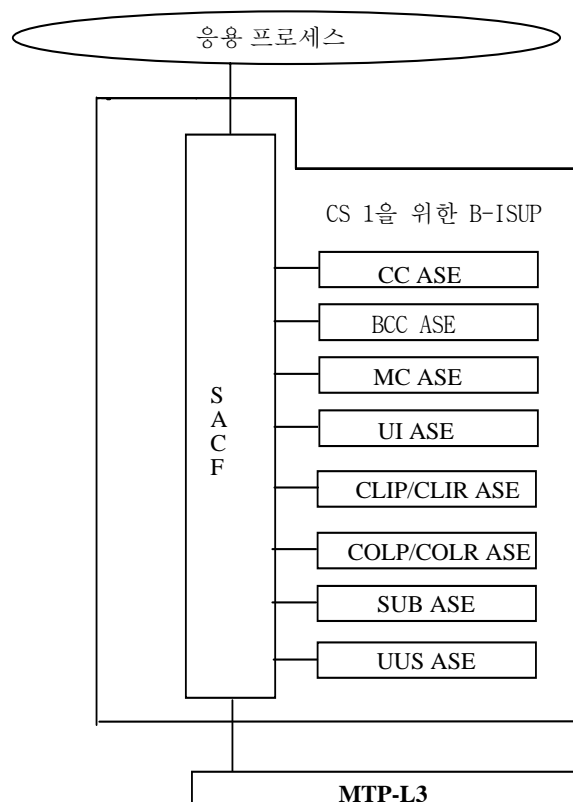 응용 프로세스
CS 1을 위한 B-ISUP
CC ASE
BCC ASE
MC ASE
S
A
C
F
UI ASE
CLIP/CLIR ASE
COLP/COLR ASE
SUB ASE
UUS ASE
MTP-L3